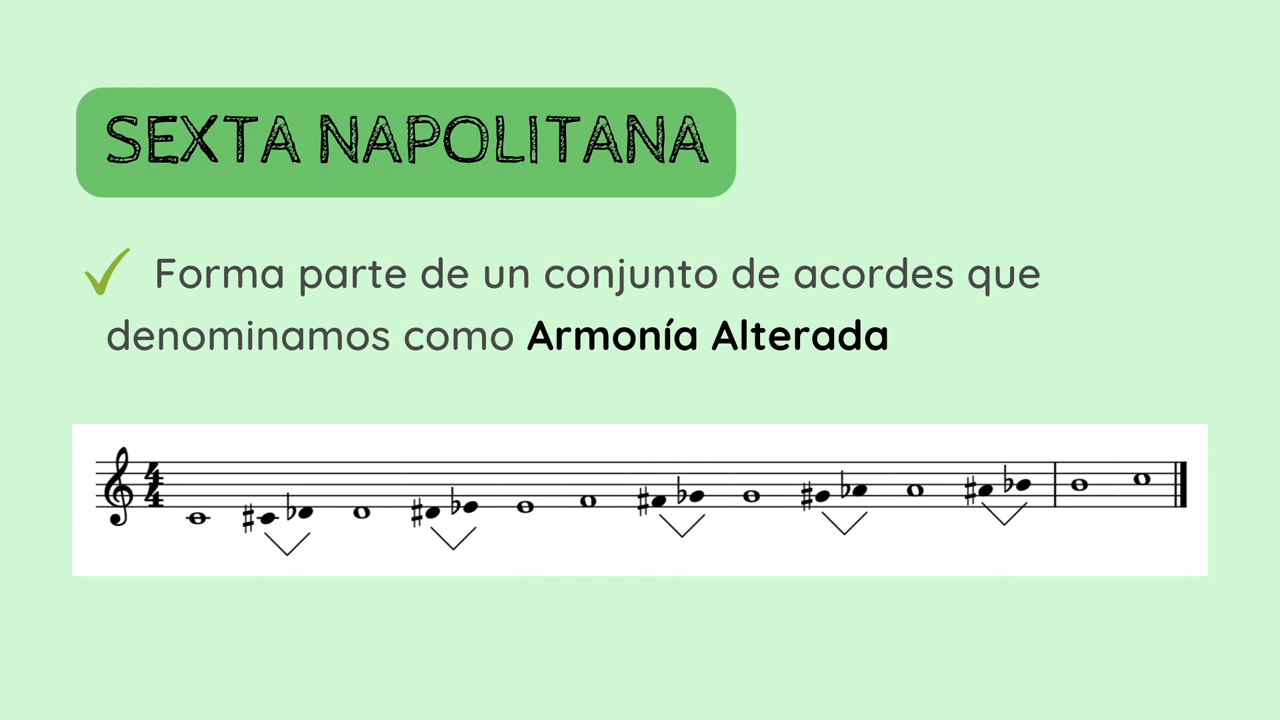 SEXTA NAPOLITANA
Forma parte de un conjunto de acordes que
denominamos como Armonía Alterada